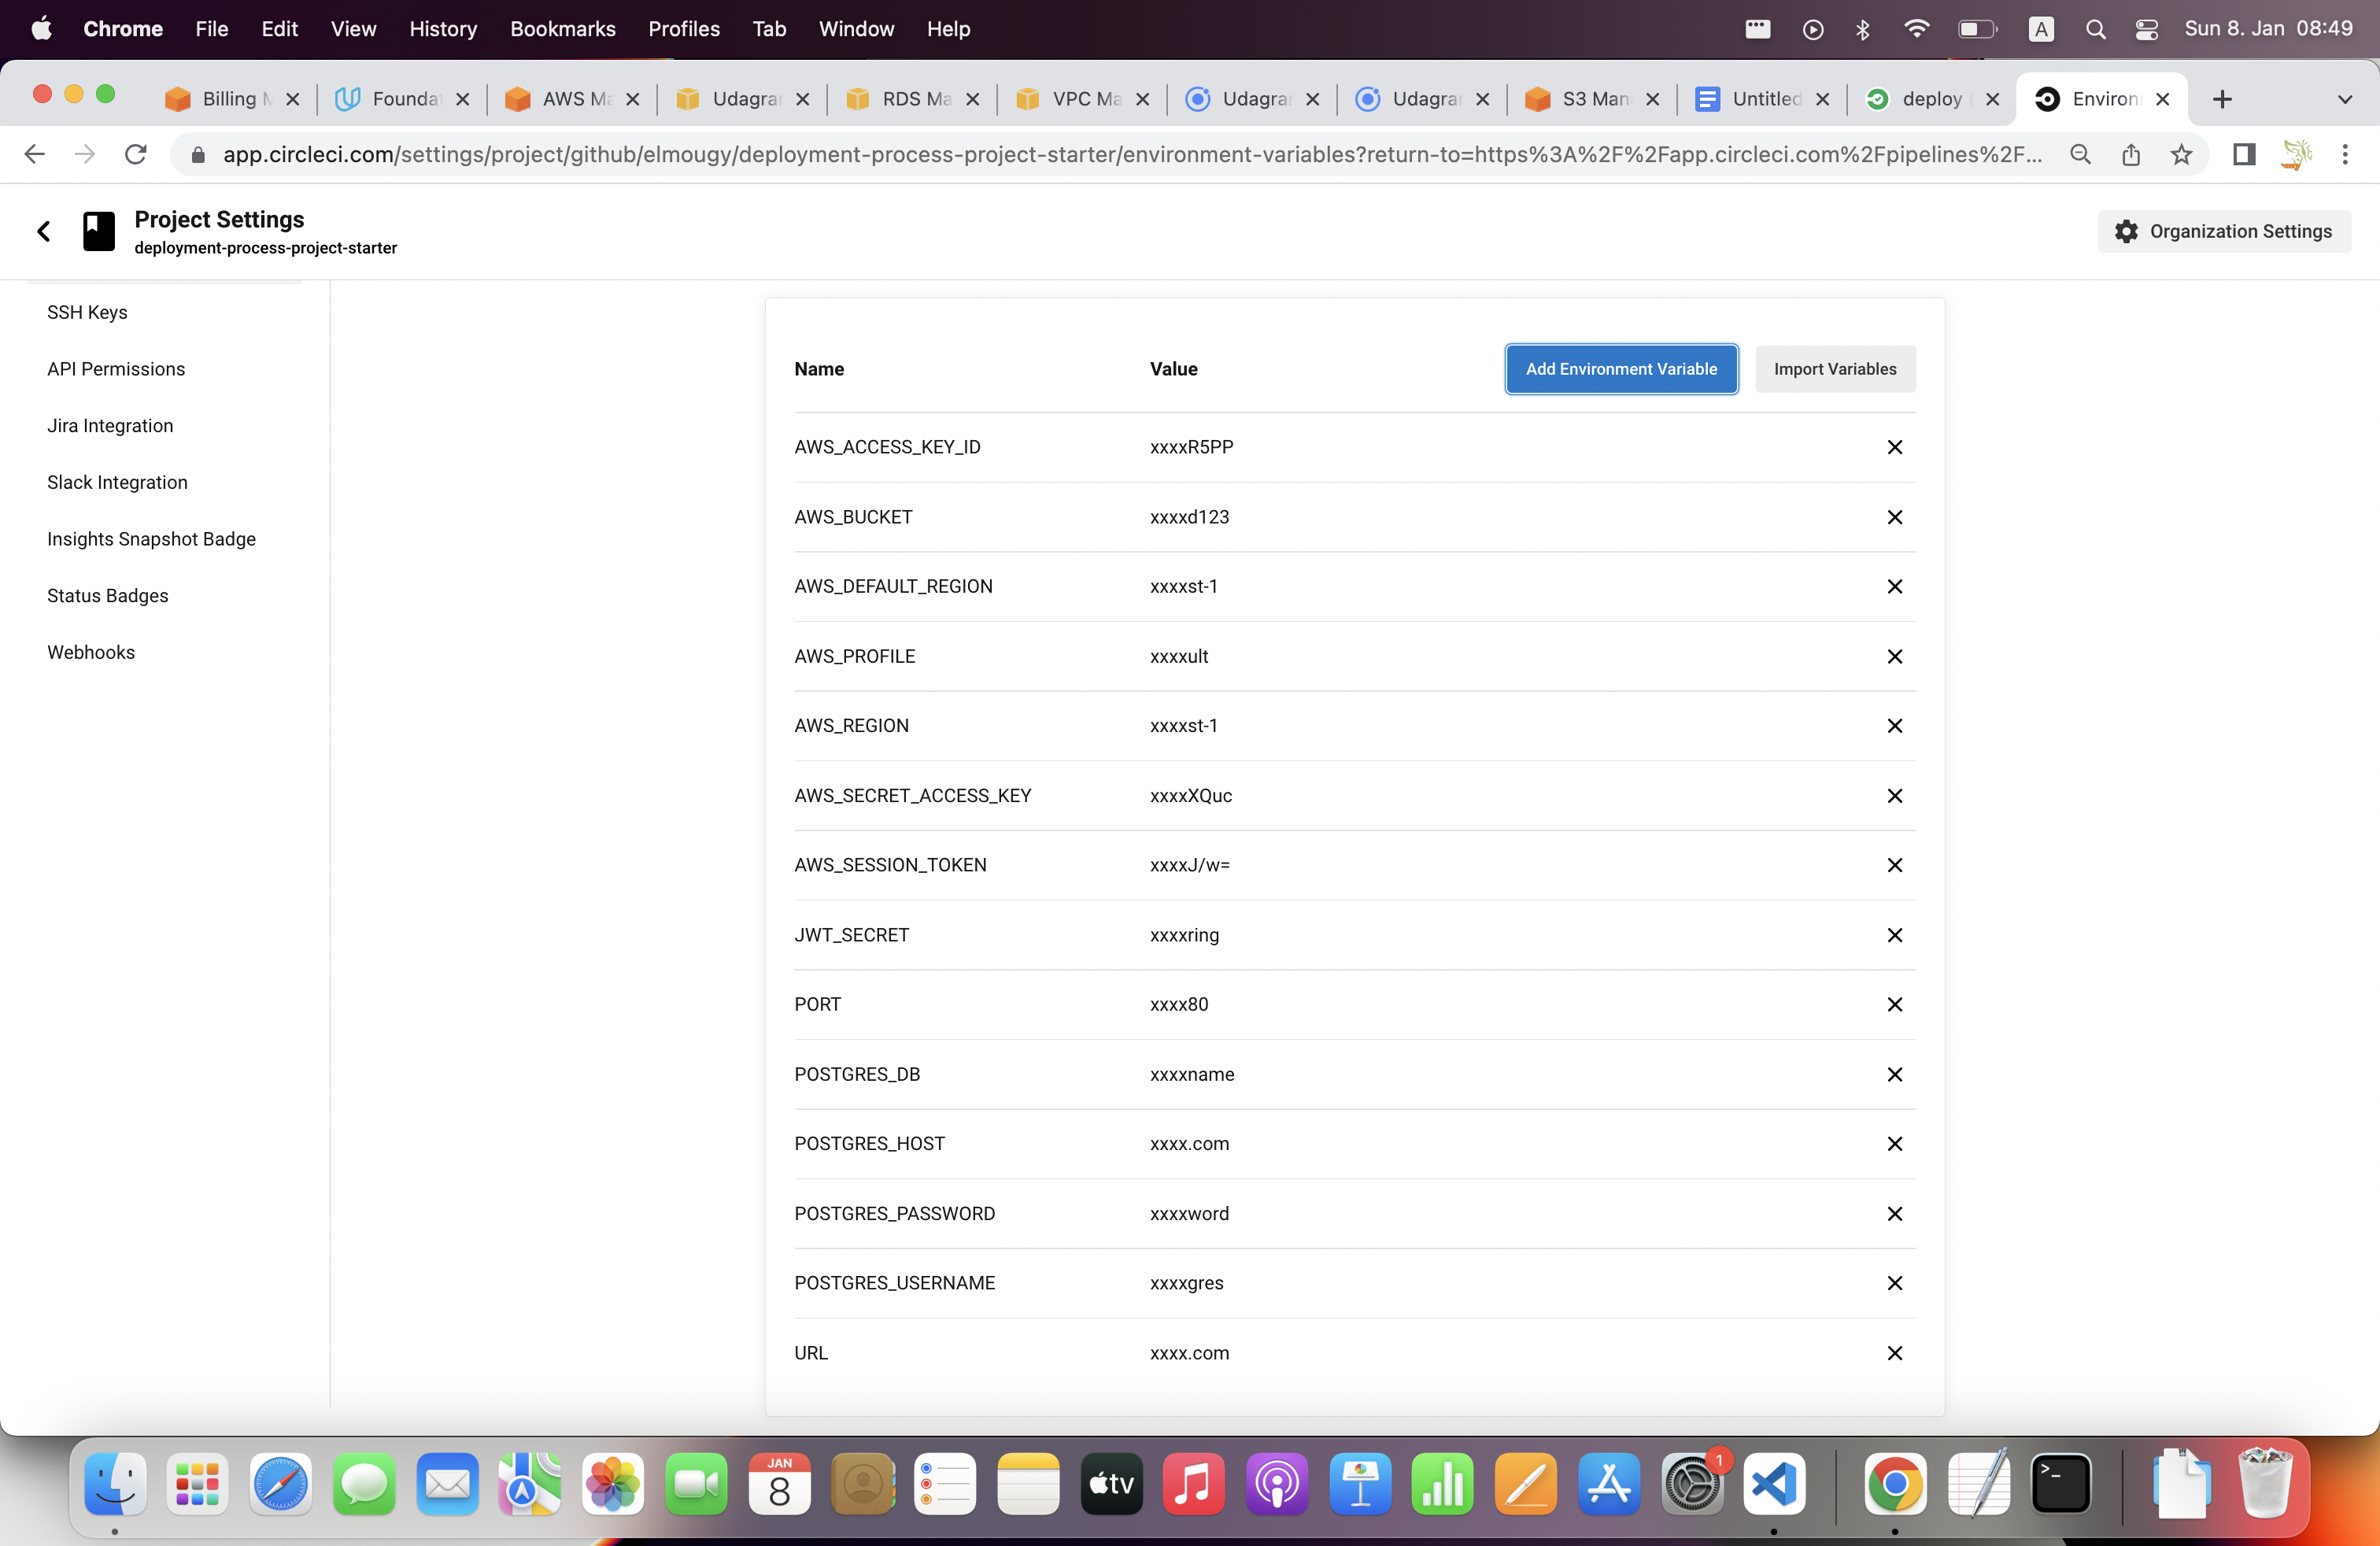 Chrome File Edit View History Bookmarks Profiles Tab Window Help A Sun 8. Jan 08:49
Billing Foundat AWS Ma Udagra RDS Ma VPC Ma Udagra Udagra S3 Man Untitled deploy Environ
app.circleci.com/settings/project/github/elmougy/deployment-process-project-starter/environment-variables?return-to=https%3A%2F%2Fapp.circleci.com%2Fpipelines%2F...
Project Settings
deployment-process-project-starter
Organization Settings
SSH Keys
API Permissions
Jira Integration
Slack Integration
Insights Snapshot Badge
Status Badges
Webhooks
Name Value Add Environment Variable Import Variables
AWS_ACCESS_KEY_ID xxxxR5PP
AWS_BUCKET xxxxd123
AWS_DEFAULT_REGION xxxxst-1
AWS_PROFILE xxxxult
AWS_REGION xxxxst-1
AWS_SECRET_ACCESS_KEY xxxxXQuc
AWS_SESSION_TOKEN xxxxJ/w=
JWT_SECRET xxxxring
PORT xxxx80
POSTGRES_DB xxxxname
POSTGRES_HOST xxxx.com
POSTGRES_PASSWORD xxxxword
POSTGRES_USERNAME xxxxgres
URL xxxx.com
JAN
8
tv
1